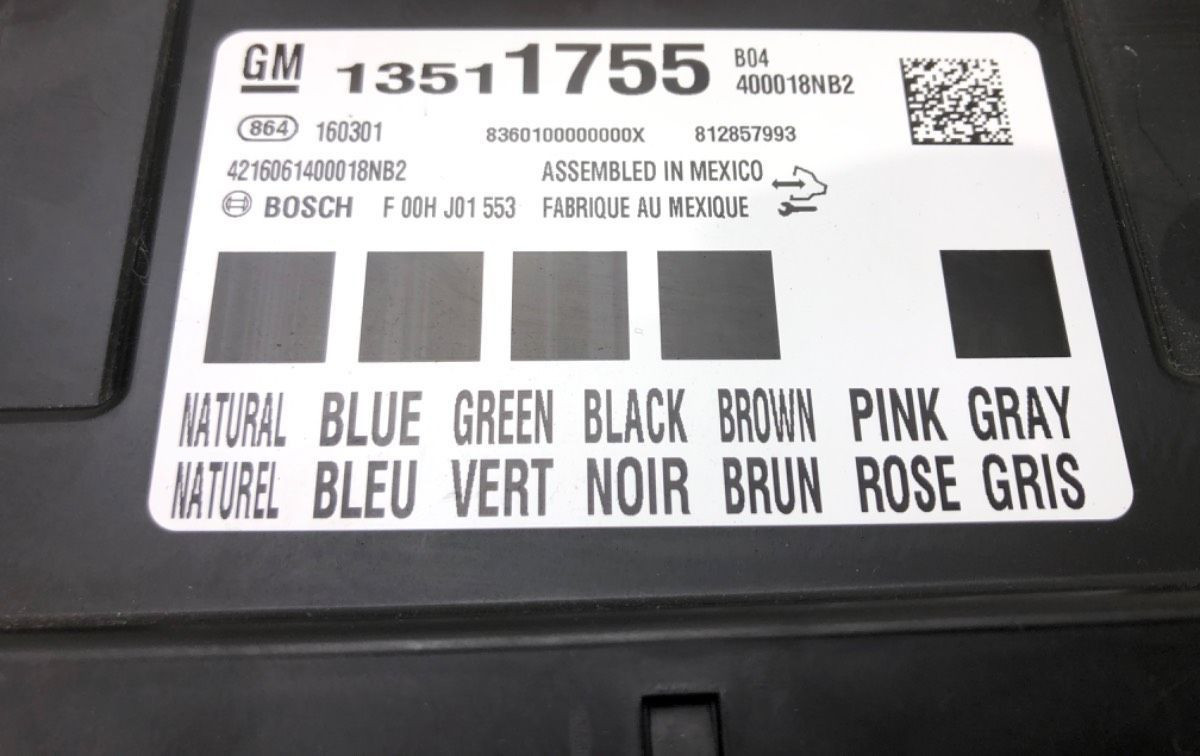 GM 13511755 B04
400018NB2
864 160301 8360100000000X 812857993
4216061400018NB2 ASSEMBLED IN MEXICO
BOSCH F 00H J01 553 FABRIQUE AU MEXIQUE
NATURAL BLUE GREEN BLACK BROWN PINK GRAY
NATUREL BLEU VERT NOIR BRUN ROSE GRIS